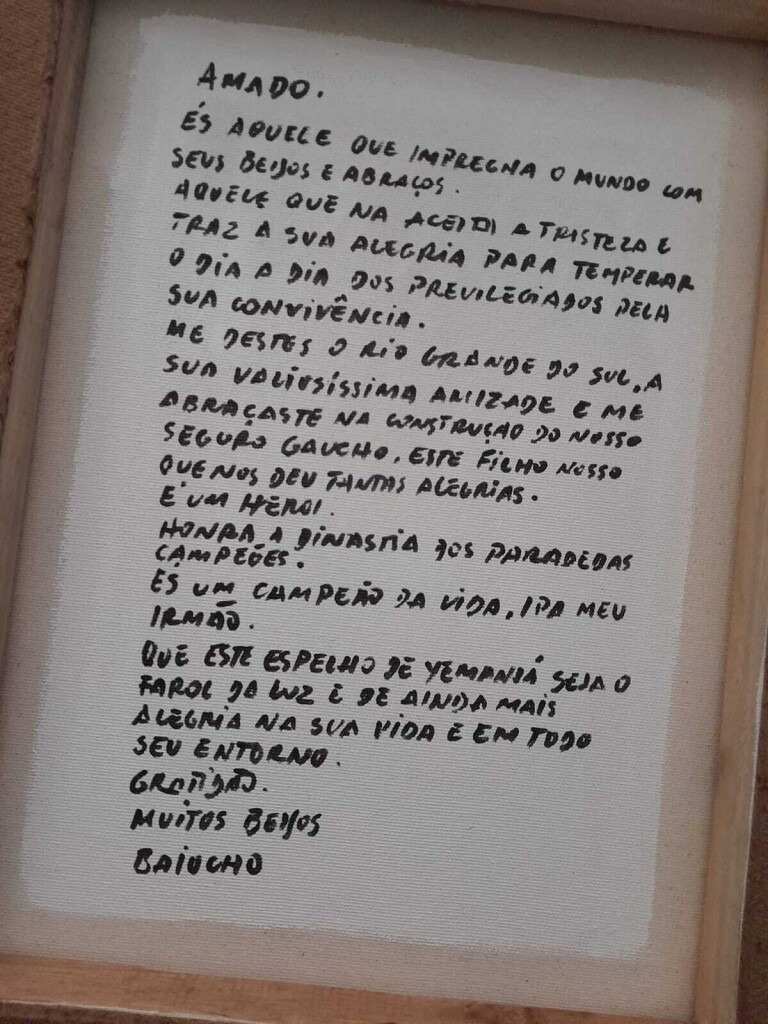 AMADO.
ÉS AQUELE QUE IMPREGNA O MUNDO COM
SEUS BEIJOS E ABRAÇOS.
AQUELE QUE NA ACEITOI A TRISTEZA E
TRAZ A SUA ALEGRIA PARA TEMPERAR
O DIA A DIA DOS PREVILEGIADOS PELA
SUA CONVIVÊNCIA.
ME DESTES O RIO GRANDE DO SUL, A
SUA VALIOSÍSSIMA AMIZADE E ME
ABRAÇASTE NA CONSTRUÇÃO DO NOSSO
SEGURO GAUCHO, ESTE FILHO NOSSO
QUE NOS DEU TANTAS ALEGRIAS.
É UM HÉROI.
HONRA A DINASTIA DOS PARADEDAS
CAMPEÕES.
ÉS UM CAMPEÃO DA VIDA, IPA MEU
IRMÃO.
QUE ESTE ESPELHO DE YEMANJÁ SEJA O
FAROL DA LUZ E DE AINDA MAIS
ALEGRIA NA SUA VIDA E EM TODO
SEU ENTORNO.
GRATIDÃO.
MUITOS BEIJOS
BAIUCHO